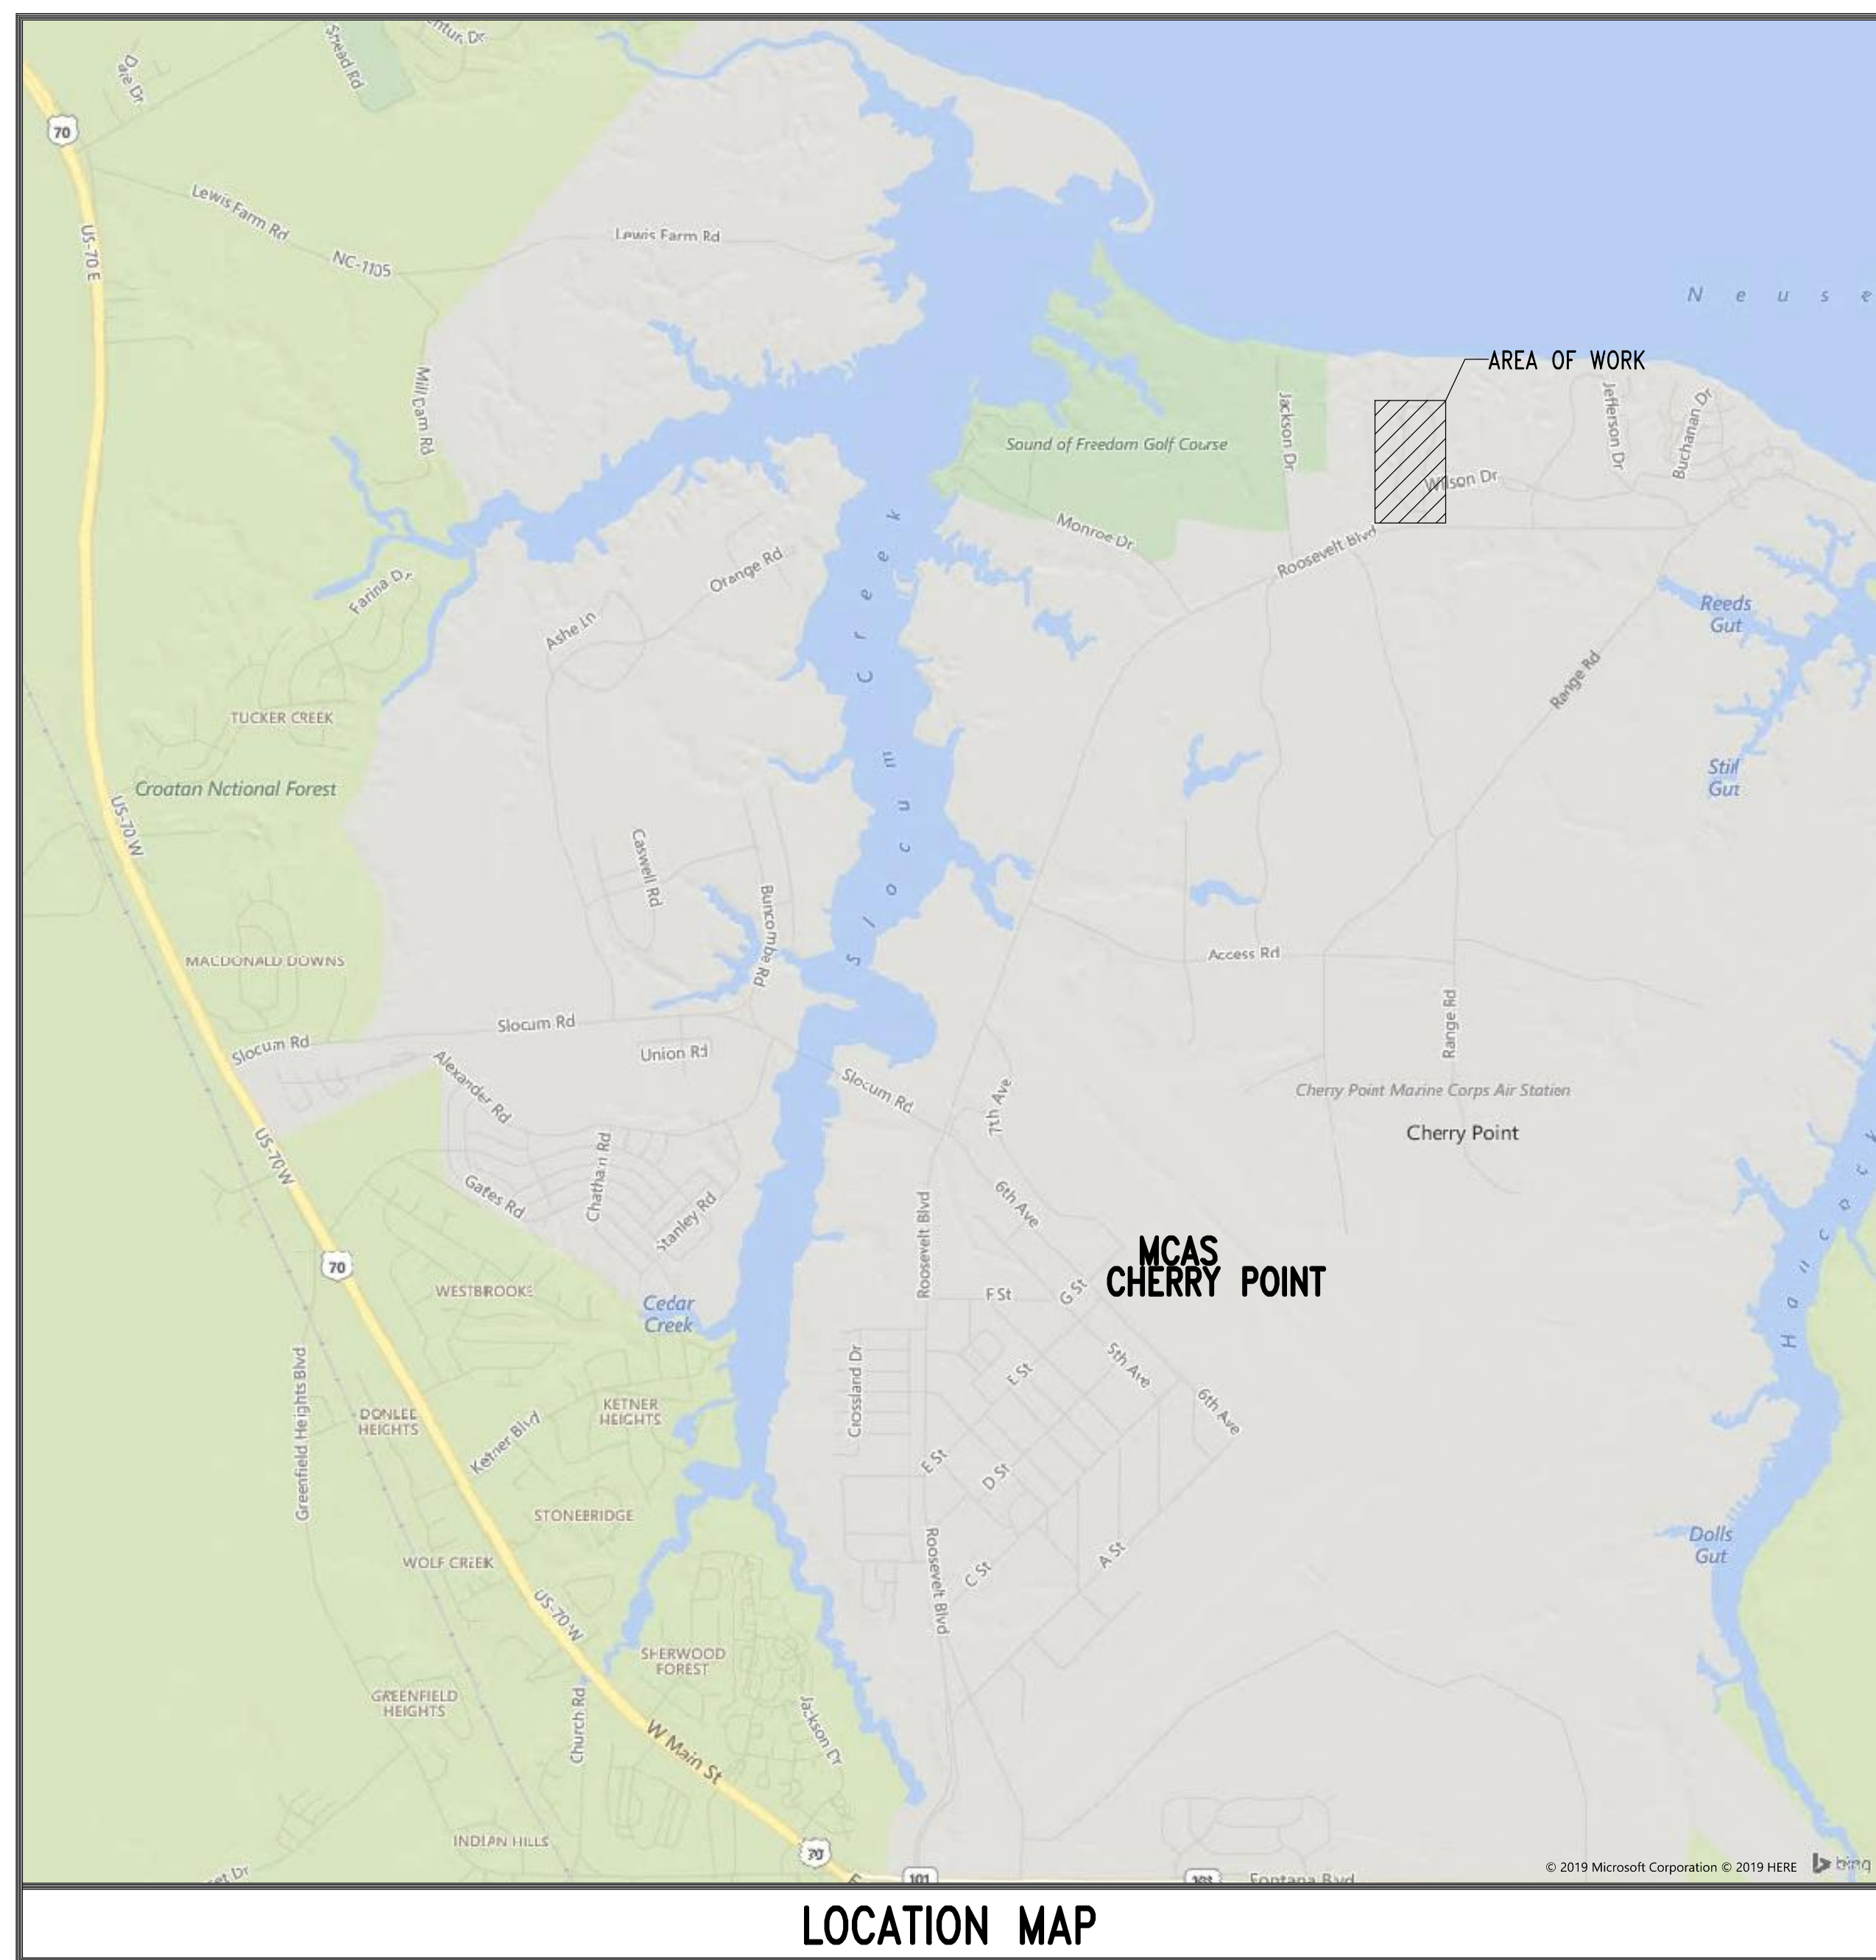 Shead Rd
70
Lewis Farm Rd
US-70 E
NC-1105
Lewis Farm Rd
N e u s e
AREA OF WORK
Mill Dam Rd
Jackson Dr
Jefferson Dr
Buchanan Dr
Sound of Freedom Golf Course
Wilson Dr
Monroe Dr
Roosevelt Blvd
Orange Rd
Farina Dr
Ashe Ln
Reeds
Gut
Range Rd
TUCKER CREEK
Croatan Nctional Forest
Still
Gut
US-70 W
Slocum Creek
Caswell Rd
Buncombe Rd
MACDONALD DOWNS
Access Rd
Range Rd
Slocum Rd
Slocum Rd
Union Rd
Alexander Rd
Slocum Rd
7th Ave
Cherry Point Marine Corps Air Station
Cherry Point
US-70 W
Gates Rd
Chatham Rd
Stanley Rd
Roosevelt Blvd
6th Ave
MCAS
CHERRY POINT
70
WESTBROOKE
Cedar
Creek
F St
G St
Hancock
Greenfield Heights Blvd
DONLEE
HEIGHTS
Ketner Blvd
KETNER
HEIGHTS
Crossland Dr
E St
5th Ave
6th Ave
E St
D St
STONEBRIDGE
WOLF CREEK
Dolls
Gut
Roosevelt Blvd
C St
A St
US-70 W
SHERWOOD
FOREST
GREENFIELD
HEIGHTS
Church Rd
W Main St
Jackson Dr
INDIAN HILLS
70
101
Fontana Blvd
© 2019 Microsoft Corporation © 2019 HERE
bing
LOCATION MAP